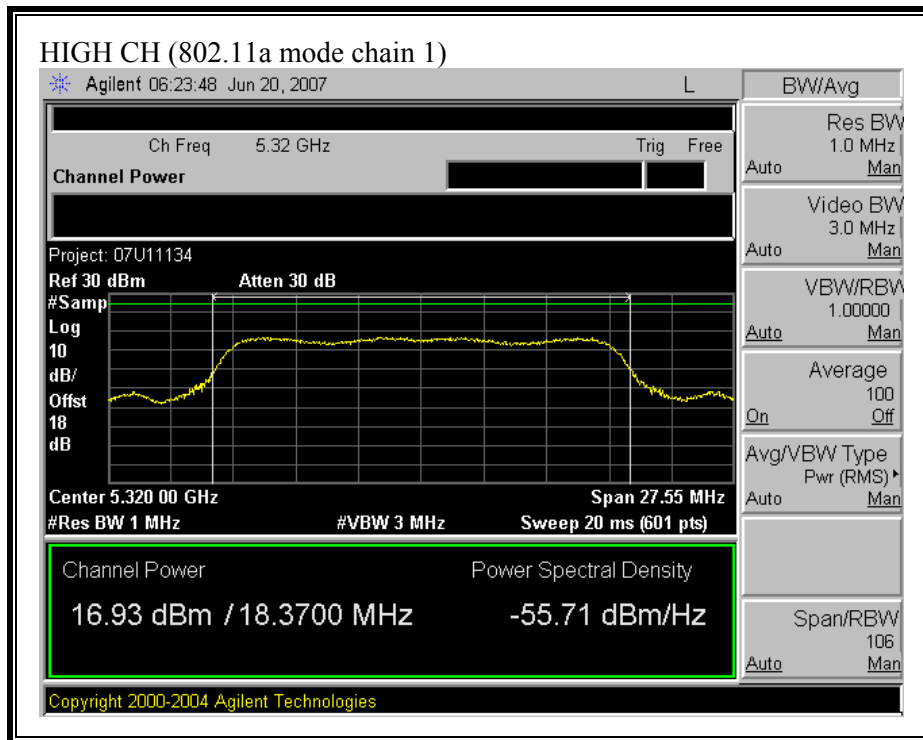 HIGH CH (802.11a mode chain 1)
Agilent 06:23:48 Jun 20, 2007 L
BW/Avg
Ch Freq 5.32 GHz Trig Free
Channel Power
Project: 07U11134
Ref 30 dBm Atten 30 dB
#Samp
Log
10
dB/
Offst
18
dB
Center 5.320 00 GHz Span 27.55 MHz
#Res BW 1 MHz #VBW 3 MHz Sweep 20 ms (601 pts)
Channel Power Power Spectral Density
16.93 dBm / 18.3700 MHz -55.71 dBm/Hz
Copyright 2000-2004 Agilent Technologies
Res BW
1.0 MHz
Auto Man
Video BW
3.0 MHz
Auto Man
VBW/RBW
1.00000
Auto Man
Average
100
On Off
Avg/VBW Type
Pwr (RMS)
Auto Man
Span/RBW
106
Auto Man